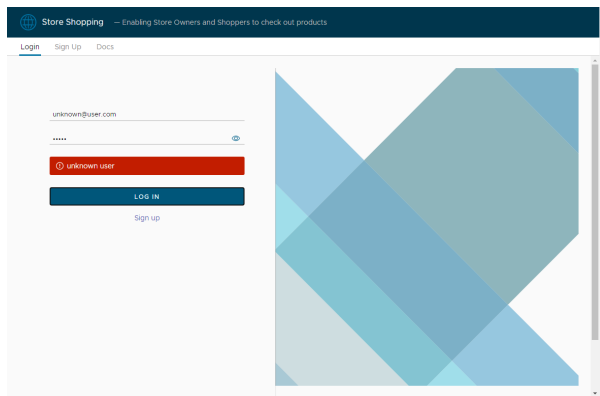 Store Shopping — Enabling Store Owners and Shoppers to check out products
Login Sign Up Docs
unknown@user.com
•••••
unknown user
LOG IN
Sign up